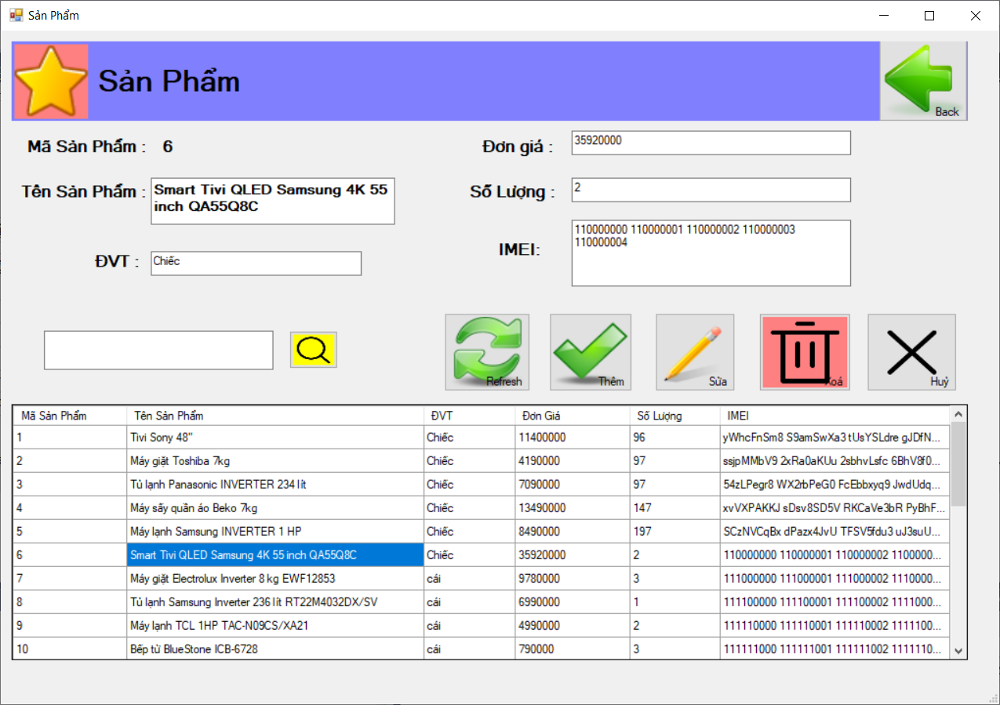 Sản Phẩm
Sản Phẩm
Back
Mã Sản Phẩm : 6
Đơn giá : 35920000
Tên Sản Phẩm : Smart Tivi QLED Samsung 4K 55
inch QA55Q8C
Số Lượng : 2
ĐVT : Chiếc
IMEI: 110000000 110000001 110000002 110000003
110000004
Refresh Thêm Sửa Xoá Huỷ
Mã Sản Phẩm Tên Sản Phẩm ĐVT Đơn Giá Số Lượng IMEI
1 Tivi Sony 48" Chiếc 11400000 96 yWhcFnSm8 S9amSwXa3 tUsYSLdre gJDfN...
2 Máy giặt Toshiba 7kg Chiếc 4190000 97 ssjpMMbV9 2xRa0aKUu 2sbhvLsfc 6BhV8f0...
3 Tủ lạnh Panasonic INVERTER 234 lít Chiếc 7090000 97 54zLPegr8 WX2rbPeG0 FcEbbxyq9 JwdUdq...
4 Máy sấy quần áo Beko 7kg Chiếc 13490000 147 xvVXPAKKJ sDsv8SD5V RKCaVe3bR PyBhF...
5 Máy lạnh Samsung INVERTER 1 HP Chiếc 8490000 197 SCzNVCqBx dPazx4JvU TFSV5fdu3 uJ3suU...
6 Smart Tivi QLED Samsung 4K 55 inch QA55Q8C Chiếc 35920000 2 110000000 110000001 110000002 1100000...
7 Máy giặt Electrolux Inverter 8 kg EWF12853 cái 9780000 3 111000000 111000001 111000002 1110000...
8 Tủ lạnh Samsung Inverter 236 lít RT22M4032DX/SV cái 6990000 1 111100000 111100001 111100002 1111000...
9 Máy lạnh TCL 1HP TAC-N09CS/XA21 cái 4990000 2 111110000 111110001 111110002 1111100...
10 Bếp từ BlueStone ICB-6728 cái 790000 3 111111000 111111001 111111002 1111110...